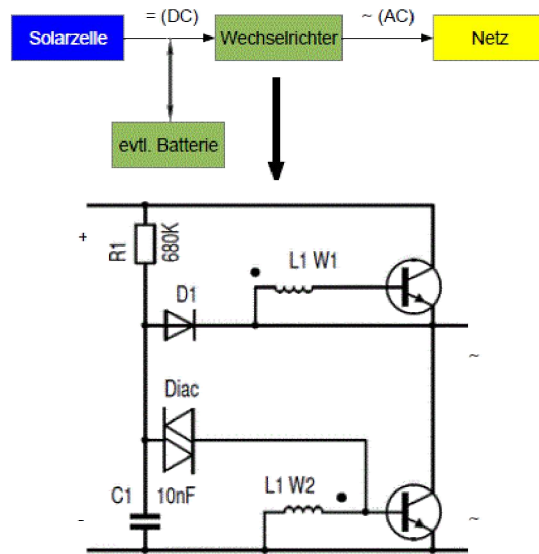 = (DC)
~ (AC)
Solarzelle
Wechselrichter
Netz
evtl. Batterie
+
R1
680K
L1 W1
D1
~
Diac
C1 10nF
L1 W2
-
~